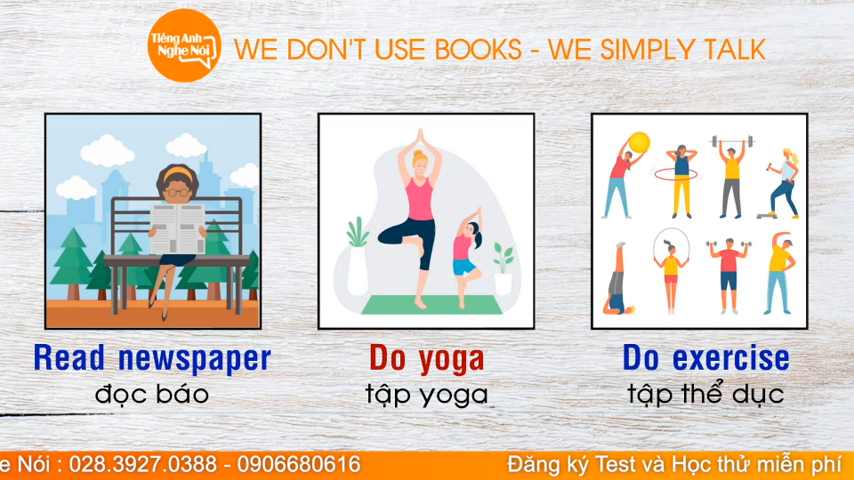 Tiếng Anh
Nghe Nói
WE DON'T USE BOOKS - WE SIMPLY TALK
Read newspaper
đọc báo
Do yoga
tập yoga
Do exercise
tập thể dục
e Nói : 028.3927.0388 - 0906680616
Đăng ký Test và Học thử miễn phí